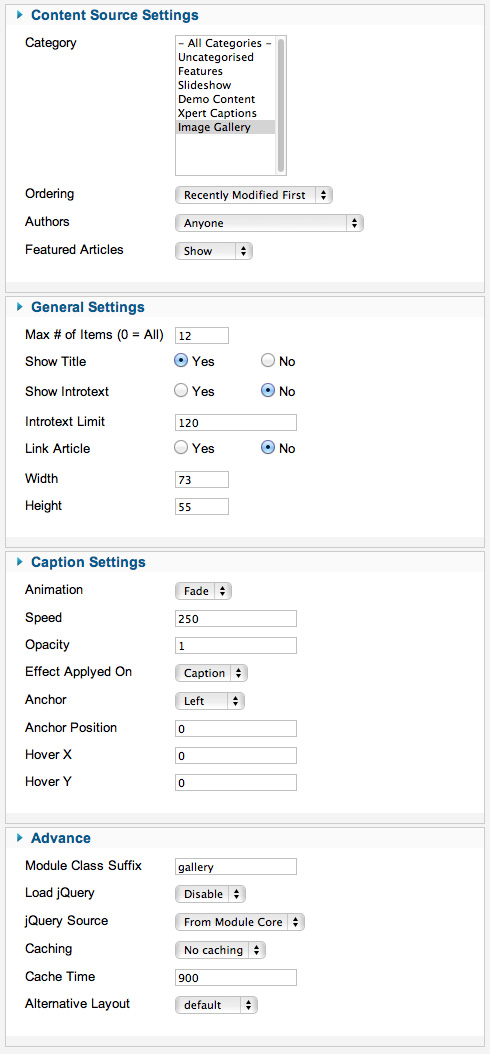 Content Source Settings
Category
- All Categories -
Uncategorised
Features
Slideshow
Demo Content
Xpert Captions
Image Gallery
Ordering Recently Modified First
Authors Anyone
Featured Articles Show
General Settings
Max # of Items (0 = All) 12
Show Title Yes No
Show Introtext Yes No
Introtext Limit 120
Link Article Yes No
Width 73
Height 55
Caption Settings
Animation Fade
Speed 250
Opacity 1
Effect Applyed On Caption
Anchor Left
Anchor Position 0
Hover X 0
Hover Y 0
Advance
Module Class Suffix gallery
Load jQuery Disable
jQuery Source From Module Core
Caching No caching
Cache Time 900
Alternative Layout default